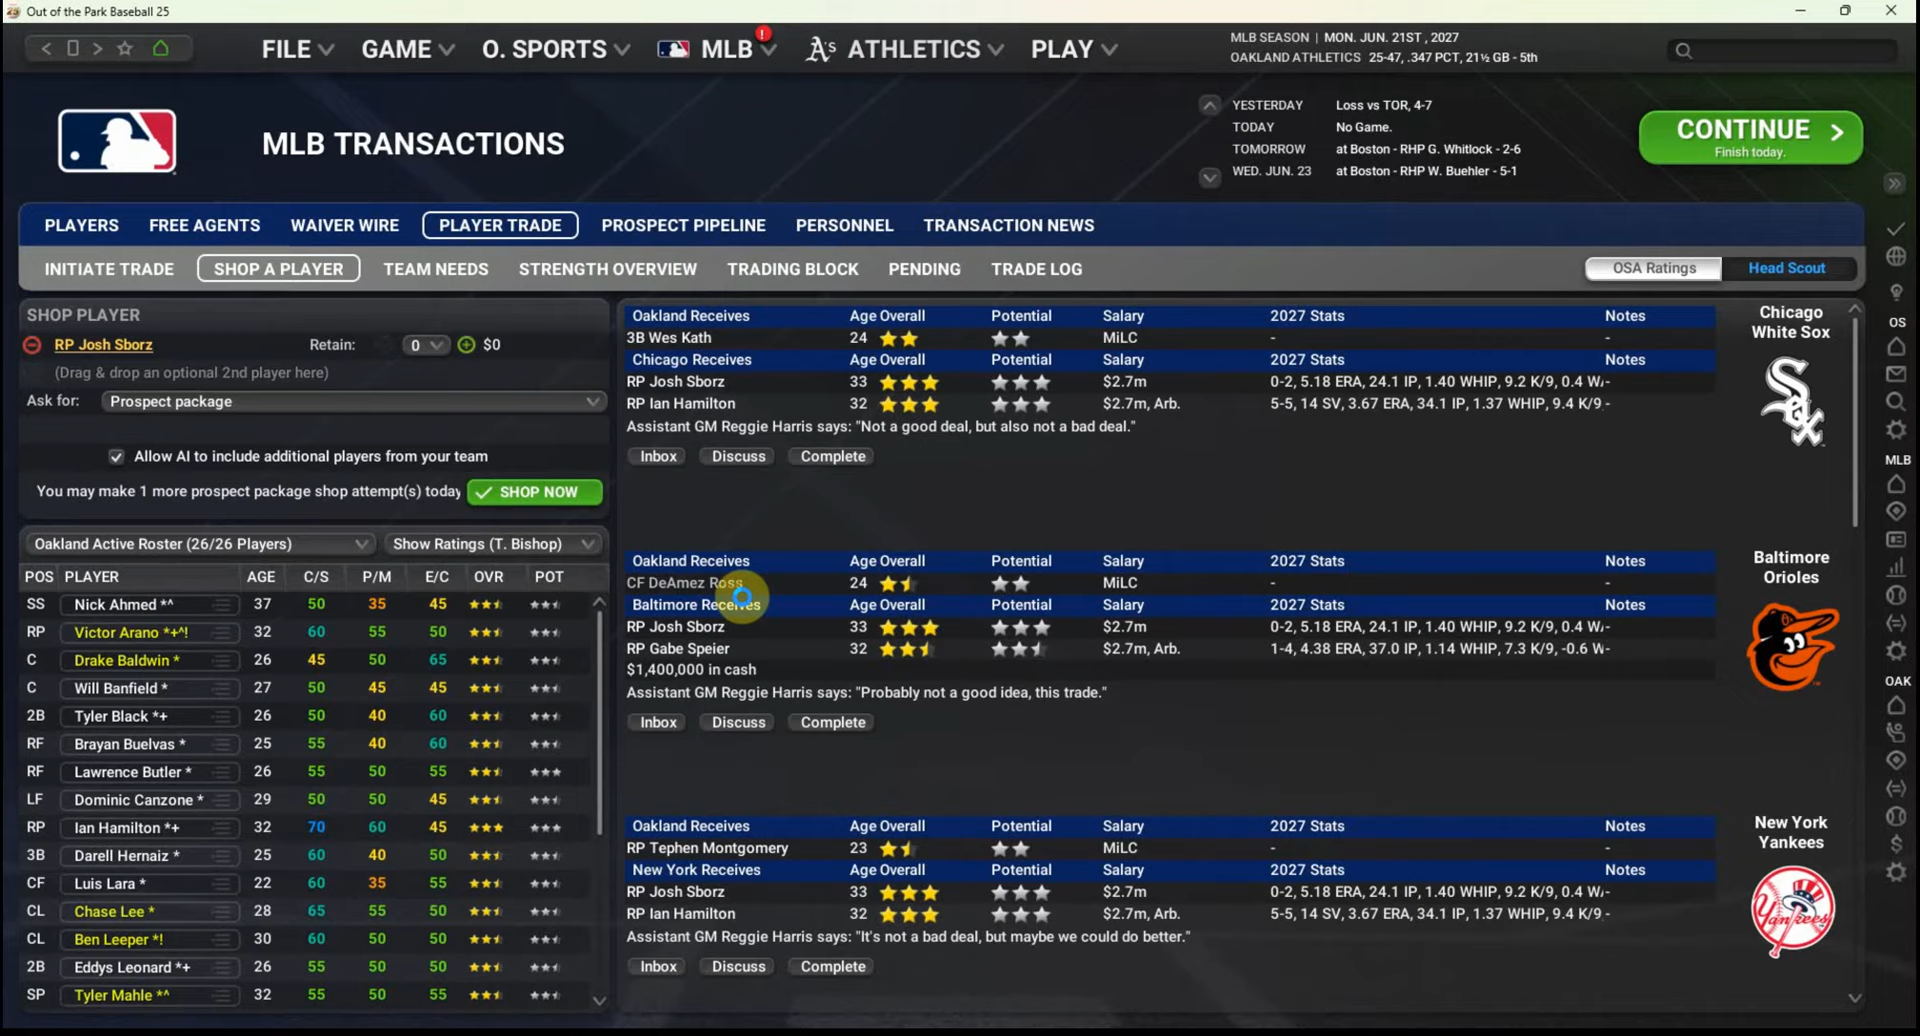 Out of the Park Baseball 25
FILE GAME O. SPORTS MLB ! A's ATHLETICS PLAY
MLB SEASON | MON. JUN. 21ST , 2027
OAKLAND ATHLETICS 25-47, .347 PCT, 21½ GB - 5th
MLB TRANSACTIONS
YESTERDAY Loss vs TOR, 4-7
TODAY No Game.
TOMORROW at Boston - RHP G. Whitlock - 2-6
WED. JUN. 23 at Boston - RHP W. Buehler - 5-1
CONTINUE
Finish today.
PLAYERS FREE AGENTS WAIVER WIRE PLAYER TRADE PROSPECT PIPELINE PERSONNEL TRANSACTION NEWS
INITIATE TRADE SHOP A PLAYER TEAM NEEDS STRENGTH OVERVIEW TRADING BLOCK PENDING TRADE LOG
OSA Ratings Head Scout
SHOP PLAYER
RP Josh Sborz Retain: 0 $0
(Drag & drop an optional 2nd player here)
Ask for: Prospect package
Allow AI to include additional players from your team
You may make 1 more prospect package shop attempt(s) today
SHOP NOW
Oakland Active Roster (26/26 Players) Show Ratings (T. Bishop)
POS PLAYER AGE C/S P/M E/C OVR POT
SS Nick Ahmed *^ 37 50 35 45
RP Victor Arano *+^! 32 60 55 50
C Drake Baldwin * 26 45 50 65
C Will Banfield * 27 50 45 45
2B Tyler Black *+ 26 50 40 60
RF Brayan Buelvas * 25 55 40 60
RF Lawrence Butler * 26 55 50 55
LF Dominic Canzone * 29 50 50 45
RP Ian Hamilton *+ 32 70 60 45
3B Darell Hernaiz * 25 60 40 50
CF Luis Lara * 22 60 35 55
CL Chase Lee * 28 65 55 50
CL Ben Leeper *! 30 60 50 50
2B Eddys Leonard *+ 26 55 50 50
SP Tyler Mahle *^ 32 55 50 55
Oakland Receives Age Overall Potential Salary 2027 Stats Notes
3B Wes Kath 24 MiLC - -
Chicago Receives Age Overall Potential Salary 2027 Stats Notes
RP Josh Sborz 33 $2.7m 0-2, 5.18 ERA, 24.1 IP, 1.40 WHIP, 9.2 K/9, 0.4 W -
RP Ian Hamilton 32 $2.7m, Arb. 5-5, 14 SV, 3.67 ERA, 34.1 IP, 1.37 WHIP, 9.4 K/9 -
Assistant GM Reggie Harris says: "Not a good deal, but also not a bad deal."
Inbox Discuss Complete
Chicago
White Sox
Sox
Oakland Receives Age Overall Potential Salary 2027 Stats Notes
CF DeAmez Ross 24 MiLC - -
Baltimore Receives Age Overall Potential Salary 2027 Stats Notes
RP Josh Sborz 33 $2.7m 0-2, 5.18 ERA, 24.1 IP, 1.40 WHIP, 9.2 K/9, 0.4 W -
RP Gabe Speier 32 $2.7m, Arb. 1-4, 4.38 ERA, 37.0 IP, 1.14 WHIP, 7.3 K/9, -0.6 W -
$1,400,000 in cash
Assistant GM Reggie Harris says: "Probably not a good idea, this trade."
Inbox Discuss Complete
Baltimore
Orioles
Oakland Receives Age Overall Potential Salary 2027 Stats Notes
RP Tephen Montgomery 23 MiLC - -
New York Receives Age Overall Potential Salary 2027 Stats Notes
RP Josh Sborz 33 $2.7m 0-2, 5.18 ERA, 24.1 IP, 1.40 WHIP, 9.2 K/9, 0.4 W -
RP Ian Hamilton 32 $2.7m, Arb. 5-5, 14 SV, 3.67 ERA, 34.1 IP, 1.37 WHIP, 9.4 K/9 -
Assistant GM Reggie Harris says: "It's not a bad deal, but maybe we could do better."
Inbox Discuss Complete
New York
Yankees
Yankees
OS
MLB
OAK